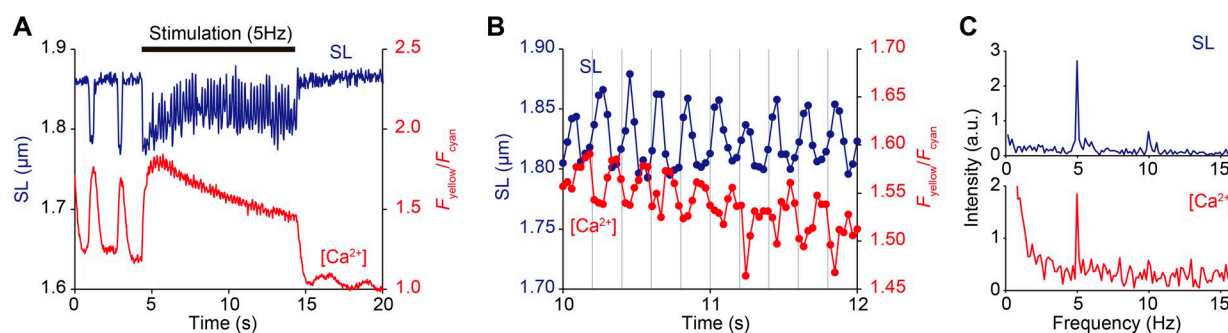 A
Stimulation (5Hz)
1.9
1.8
1.7
1.6
SL (μm)
SL
[Ca²⁺]
2.5
2.0
1.5
1.0
Fyellow/Fcyan
0
5
10
15
20
Time (s)
B
1.90
1.85
1.80
1.75
1.70
SL (μm)
SL
[Ca²⁺]
1.70
1.65
1.60
1.55
1.50
1.45
Fyellow/Fcyan
10
11
12
Time (s)
C
SL
3
2
1
0
[Ca²⁺
2
1
0
Intensity (a.u.)
0
5
10
15
Frequency (Hz)